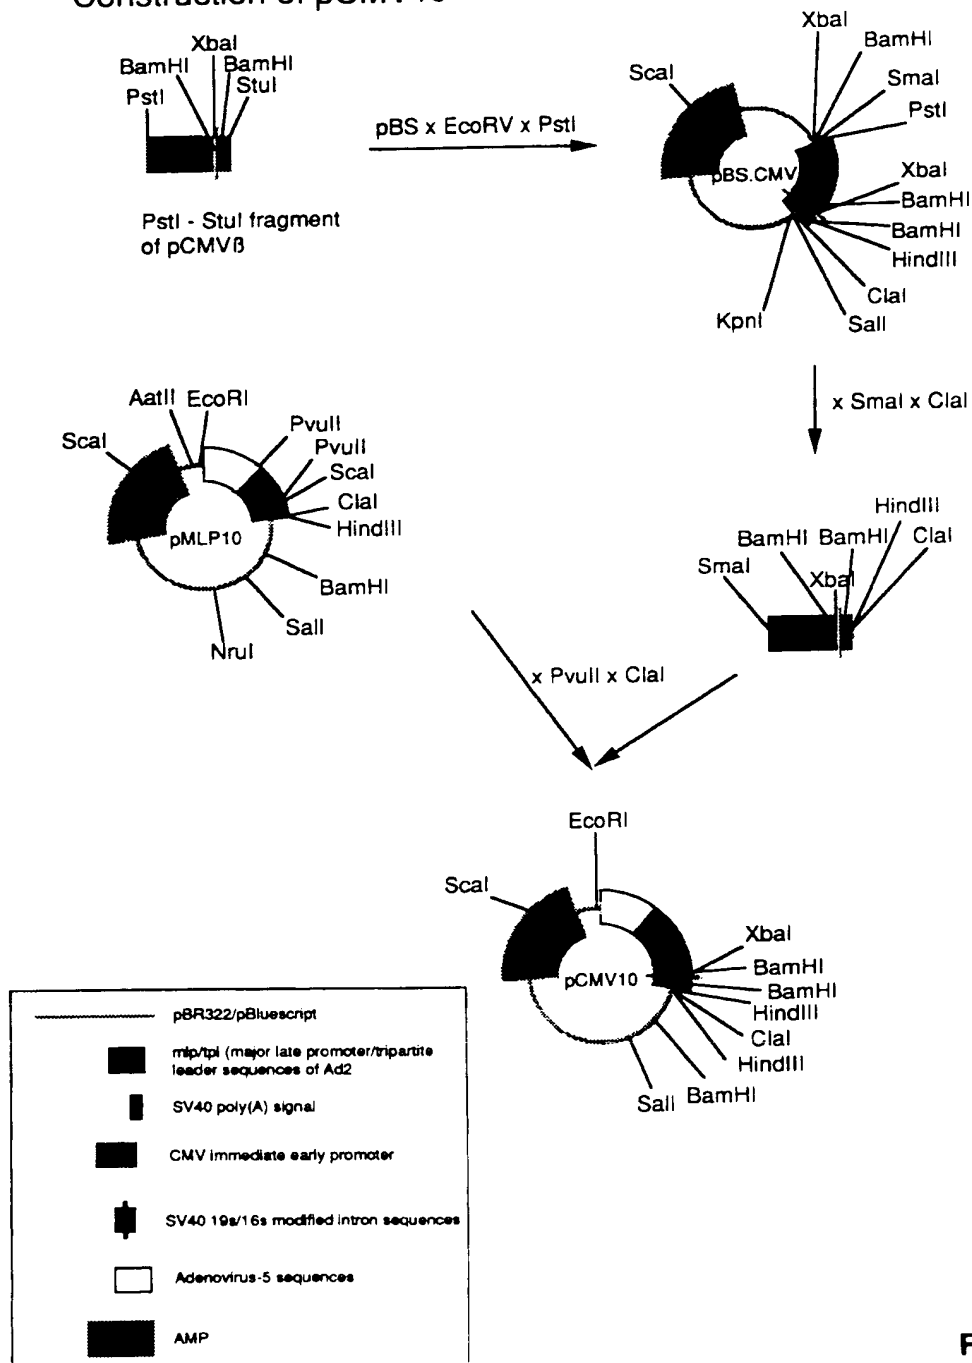 XbaI
BamHI
BamHI
StuI
PstI
PstI - StuI fragment
of pCMVß
pBS x EcoRV x PstI
XbaI
BamHI
ScaI
SmaI
PstI
pBS.CMV
XbaI
BamHI
BamHI
HindIII
ClaI
SalI
KpnI
x SmaI x ClaI
AatII
EcoRI
PvuII
ScaI
PvuII
ScaI
ClaI
HindIII
pMLP10
BamHI
SalI
NruI
HindIII
BamHI
BamHI
ClaI
SmaI
XbaI
x PvuII x ClaI
EcoRI
ScaI
XbaI
BamHI
BamHI
HindIII
ClaI
HindIII
pCMV10
BamHI
SalI
pBR322/pBluescript
mlp/tpl (major late promoter/tripartite
leader sequences of Ad2
SV40 poly(A) signal
CMV immediate early promoter
SV40 19s/16s modified intron sequences
Adenovirus-5 sequences
AMP